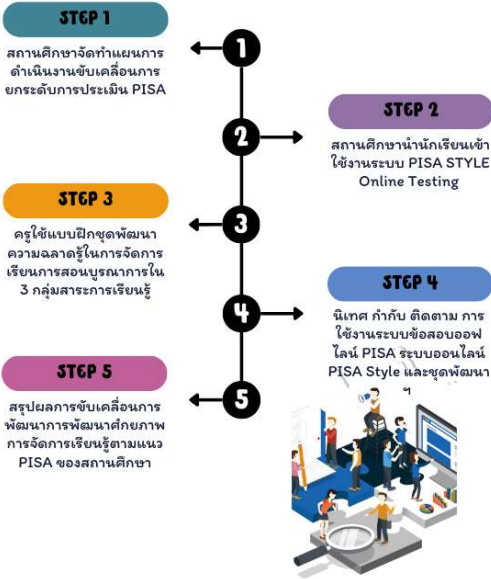 STEP 1
1
สถานศึกษาจัดทำแผนการ
ดำเนินงานขับเคลื่อนการ
ยกระดับการประเมิน PISA
2
STEP 2
สถานศึกษานำนักเรียนเข้า
ใช้งานระบบ PISA STYLE
Online Testing
STEP 3
3
ครูใช้แบบฝึกชุดพัฒนา
ความฉลาดรู้ในการจัดการ
เรียนการสอนบูรณาการใน
3 กลุ่มสาระการเรียนรู้
4
STEP 4
นิเทศ กำกับ ติดตาม การ
ใช้งานระบบข้อสอบออฟ
ไลน์ PISA ระบบออนไลน์
PISA Style และชุดพัฒนา
ฯ
STEP 5
5
สรุปผลการขับเคลื่อนการ
พัฒนาการพัฒนาศักยภาพ
การจัดการเรียนรู้ตามแนว
PISA ของสถานศึกษา